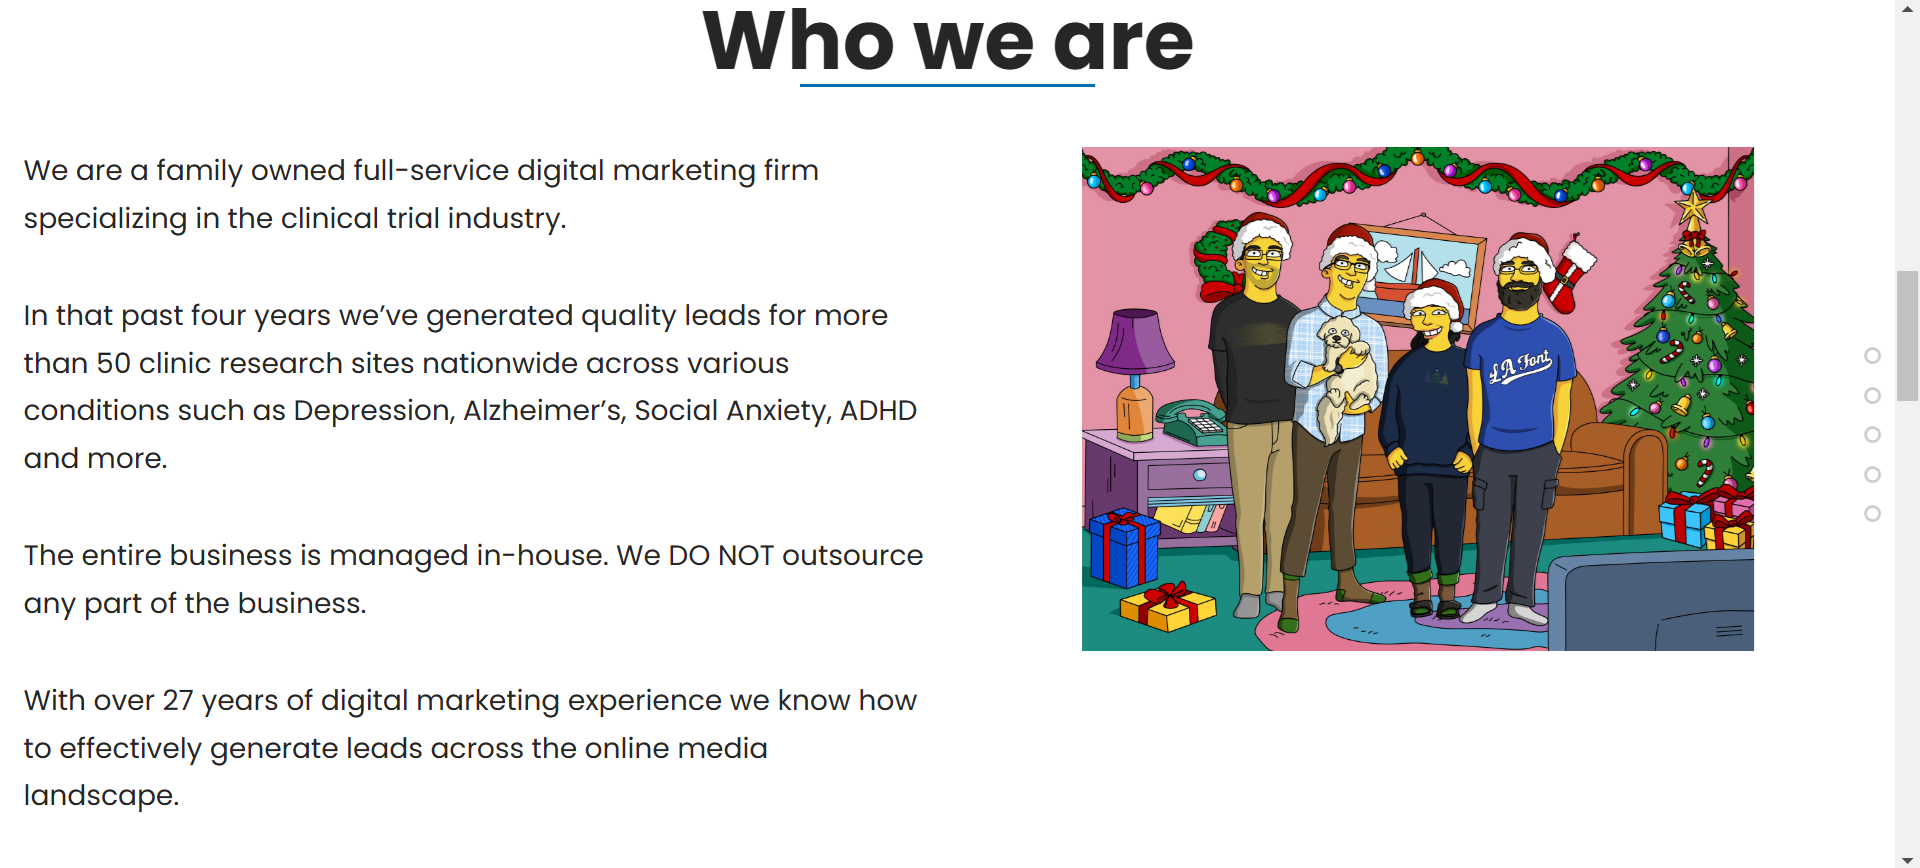 Who we are
We are a family owned full-service digital marketing firm
specializing in the clinical trial industry.
In that past four years we’ve generated quality leads for more
than 50 clinic research sites nationwide across various
conditions such as Depression, Alzheimer’s, Social Anxiety, ADHD
and more.
The entire business is managed in-house. We DO NOT outsource
any part of the business.
With over 27 years of digital marketing experience we know how
to effectively generate leads across the online media
landscape.
LA Font